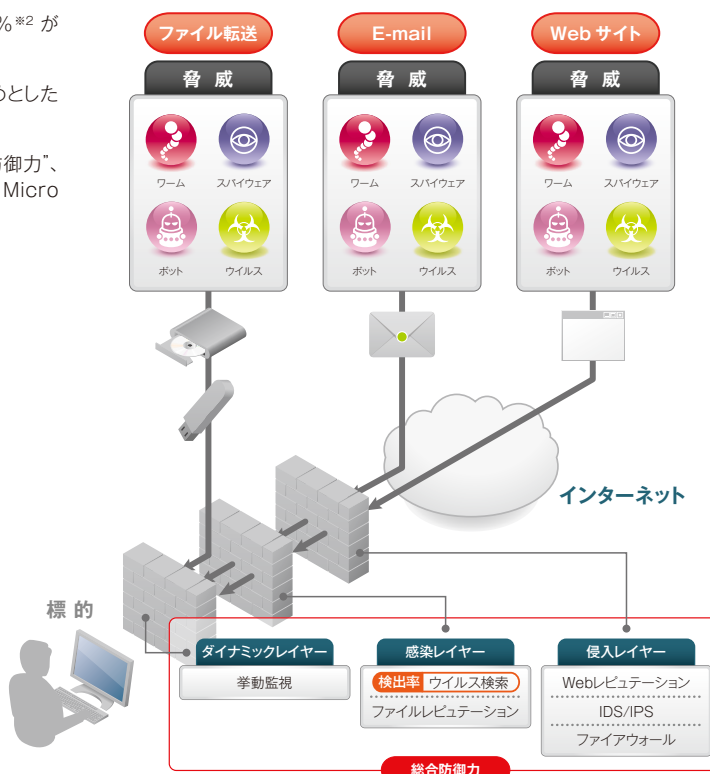 %※2 が
めとした
防御力”、
Micro
ファイル転送
E-mail
Web サイト
脅 威
脅 威
脅 威
ワーム
スパイウェア
ワーム
スパイウェア
ワーム
スパイウェア
ボット
ウイルス
ボット
ウイルス
ボット
ウイルス
インターネット
標 的
ダイナミックレイヤー
感染レイヤー
侵入レイヤー
挙動監視
検出率 ウイルス検索
ファイルレピュテーション
Webレピュテーション
IDS/IPS
ファイアウォール
総合防御力